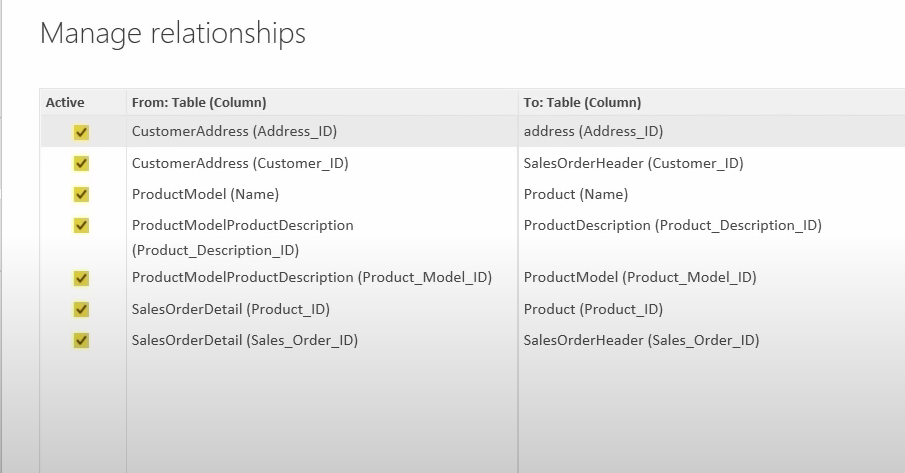 Manage relationships
Active From: Table (Column) To: Table (Column)
CustomerAddress (Address_ID) address (Address_ID)
CustomerAddress (Customer_ID) SalesOrderHeader (Customer_ID)
ProductModel (Name) Product (Name)
ProductModelProductDescription ProductDescription (Product_Description_ID)
(Product_Description_ID)
ProductModelProductDescription (Product_Model_ID) ProductModel (Product_Model_ID)
SalesOrderDetail (Product_ID) Product (Product_ID)
SalesOrderDetail (Sales_Order_ID) SalesOrderHeader (Sales_Order_ID)